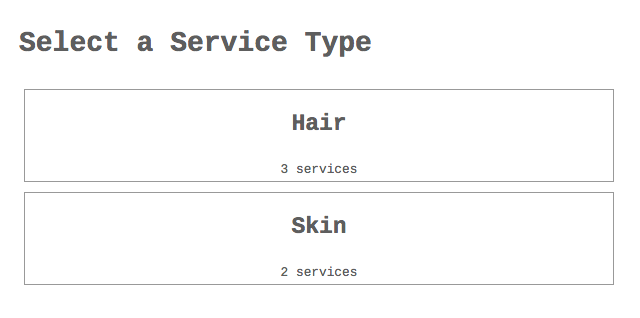 Select a Service Type
Hair
3 services
Skin
2 services